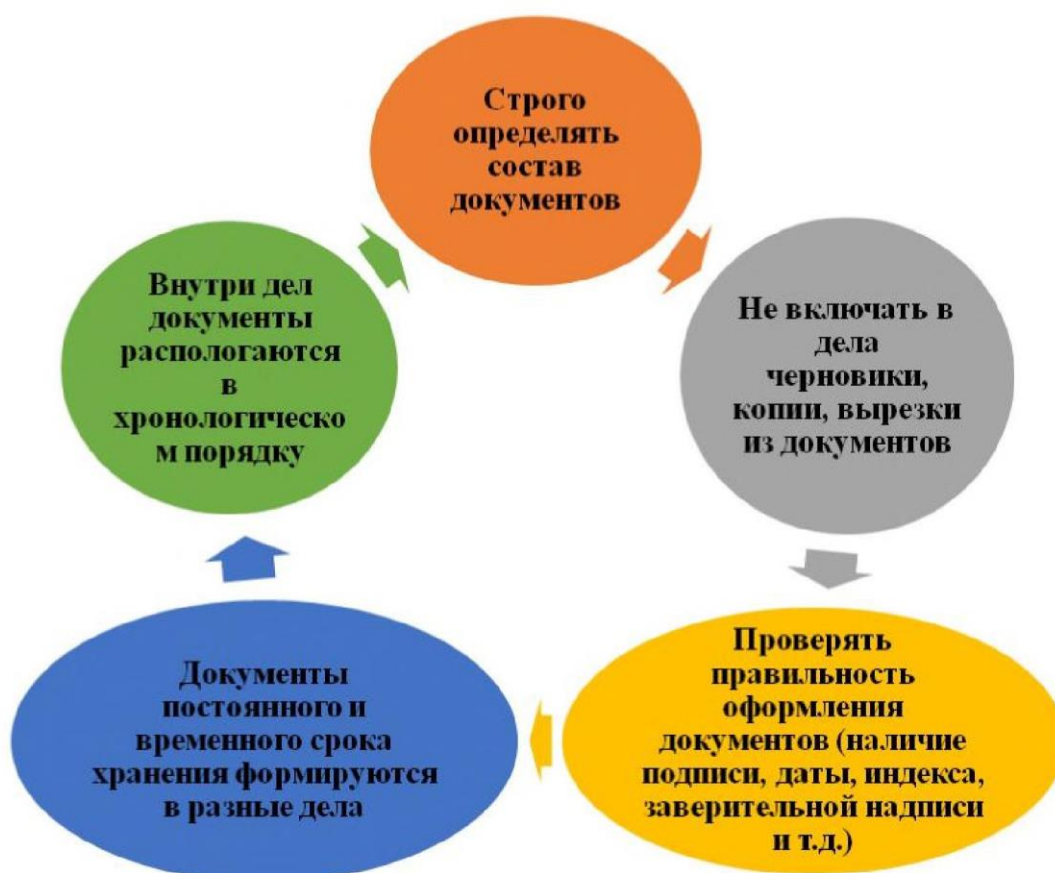 Строго
определять
состав
документов
Не включать в
дела
черновики,
копии, вырезки
из документов
Проверять
правильность
оформления
документов (наличие
подписи, даты, индекса,
заверительной надписи
и т.д.)
Документы
постоянного и
временного срока
хранения формируются
в разные дела
Внутри дел
документы
распологаются
в
хронологическо
м порядку